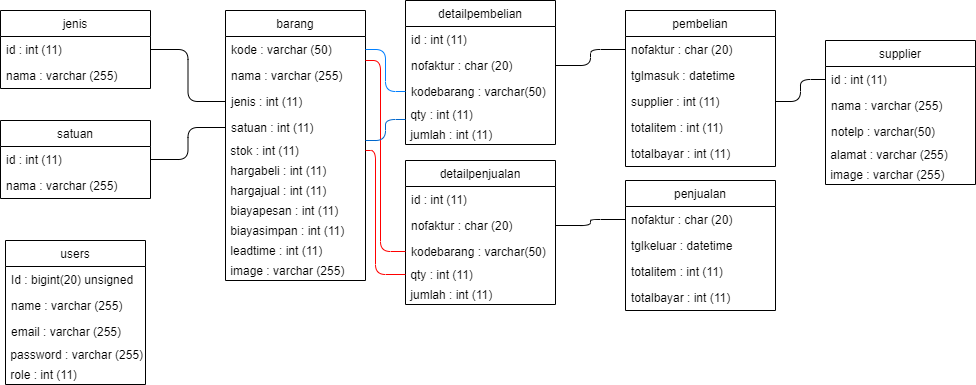 jenis
id : int (11)
nama : varchar (255)
satuan
id : int (11)
nama : varchar (255)
users
Id : bigint(20) unsigned
name : varchar (255)
email : varchar (255)
password : varchar (255)
role : int (11)
barang
kode : varchar (50)
nama : varchar (255)
jenis : int (11)
satuan : int (11)
stok : int (11)
hargabeli : int (11)
hargajual : int (11)
biayapesan : int (11)
biayasimpan : int (11)
leadtime : int (11)
image : varchar (255)
detailpembelian
id : int (11)
nofaktur : char (20)
kodebarang : varchar(50)
qty : int (11)
jumlah : int (11)
detailpenjualan
id : int (11)
nofaktur : char (20)
kodebarang : varchar(50)
qty : int (11)
jumlah : int (11)
pembelian
nofaktur : char (20)
tglmasuk : datetime
supplier : int (11)
totalitem : int (11)
totalbayar : int (11)
penjualan
nofaktur : char (20)
tglkeluar : datetime
totalitem : int (11)
totalbayar : int (11)
supplier
id : int (11)
nama : varchar (255)
notelp : varchar(50)
alamat : varchar (255)
image : varchar (255)